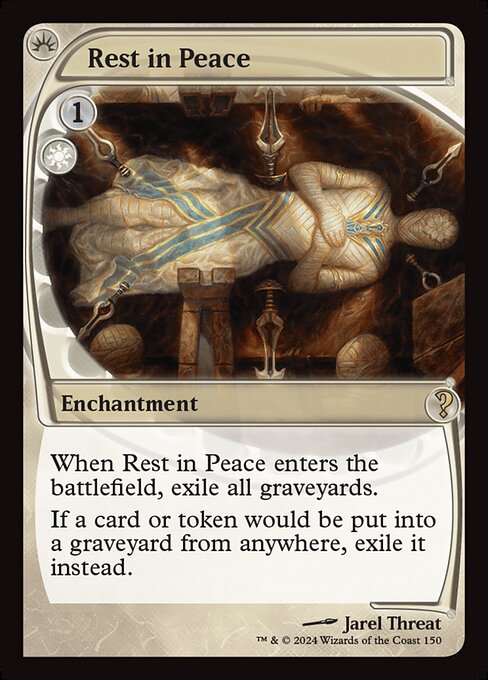 Rest in Peace
1
Enchantment
When Rest in Peace enters the
battlefield, exile all graveyards.
If a card or token would be put into
a graveyard from anywhere, exile it
instead.
Jarel Threat
™ & © 2024 Wizards of the Coast 150